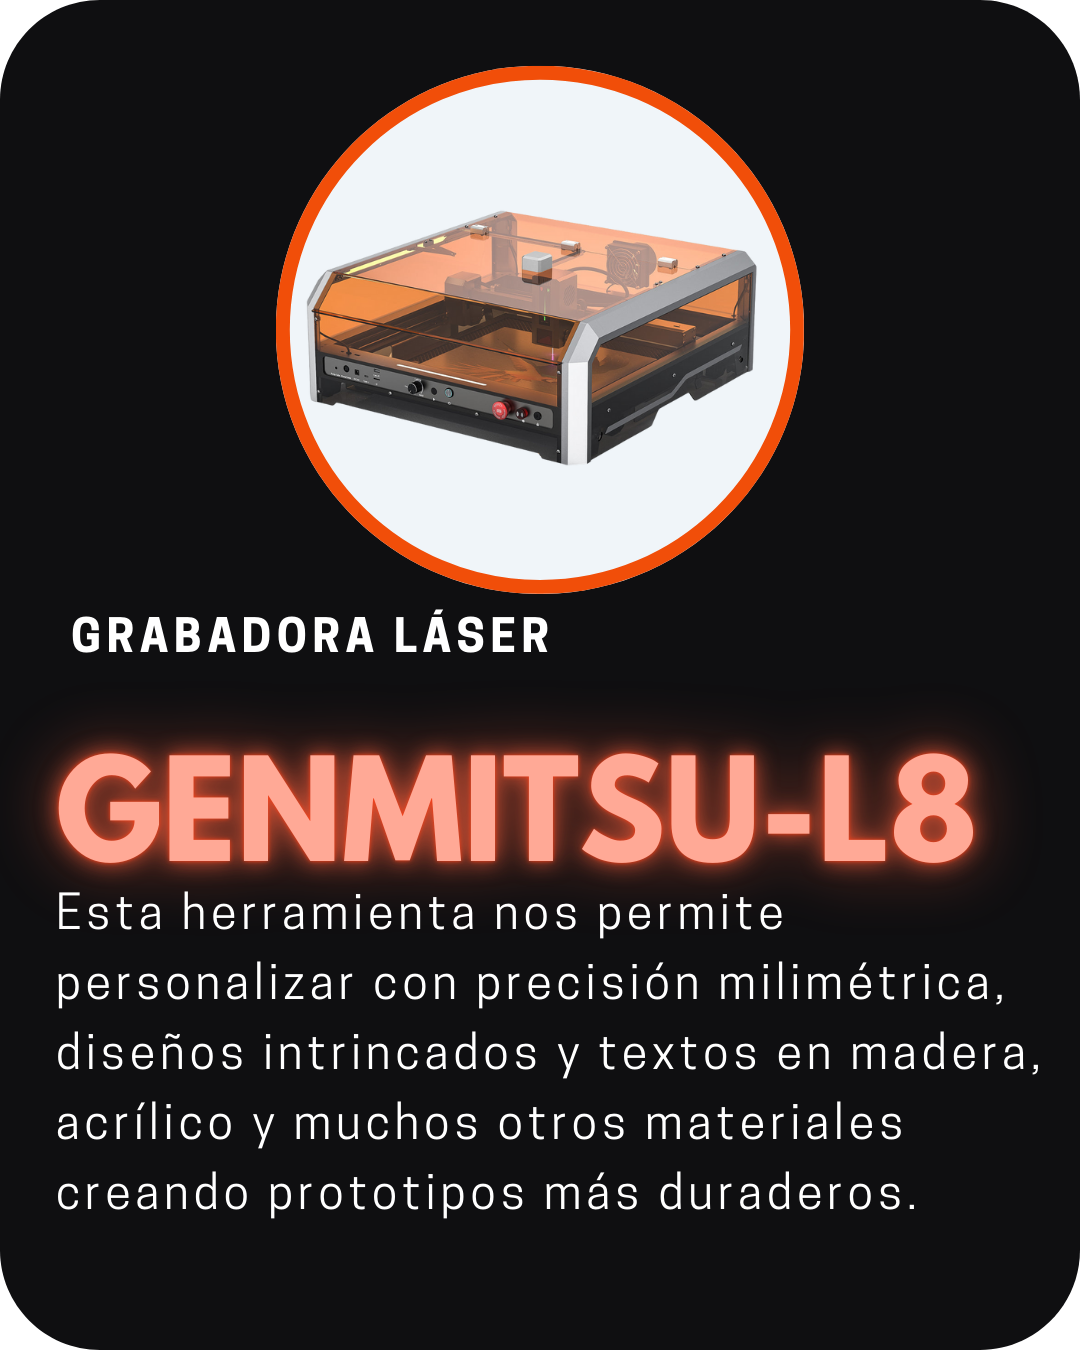 GRABADORA LÁSER
GENMITSU-L8
Esta herramienta nos permite
personalizar con precisión milimétrica,
diseños intrincados y textos en madera,
acrílico y muchos otros materiales
creando prototipos más duraderos.